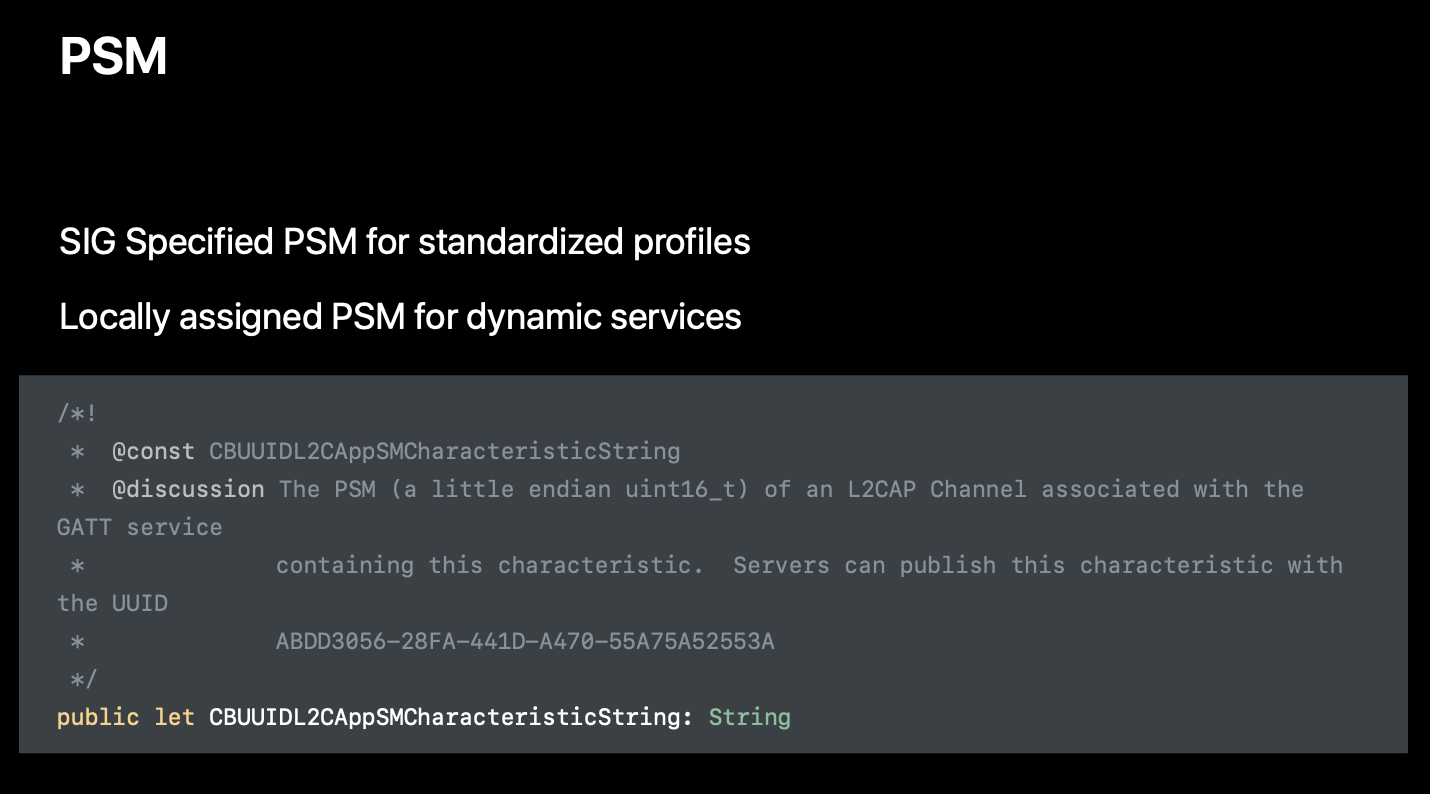 PSM
SIG Specified PSM for standardized profiles
Locally assigned PSM for dynamic services
/*!
 *  @const CBUUIDL2CAppSMCharacteristicString
 *  @discussion The PSM (a little endian uint16_t) of an L2CAP Channel associated with the
GATT service
 *              containing this characteristic.  Servers can publish this characteristic with
the UUID
 *              ABDD3056-28FA-441D-A470-55A75A52553A
 */
public let CBUUIDL2CAppSMCharacteristicString: String